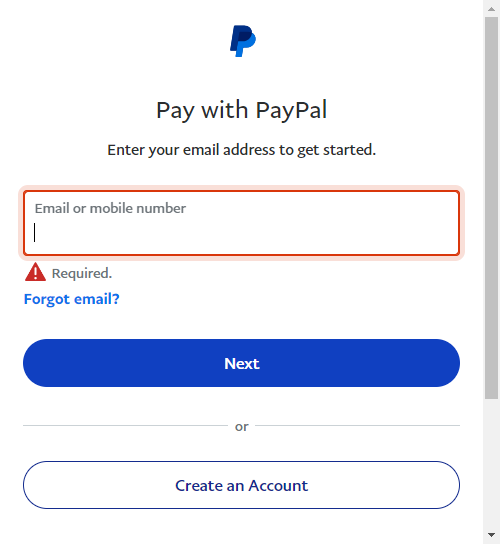 Pay with PayPal
Enter your email address to get started.
Email or mobile number
Required.
Forgot email?
Next
or
Create an Account